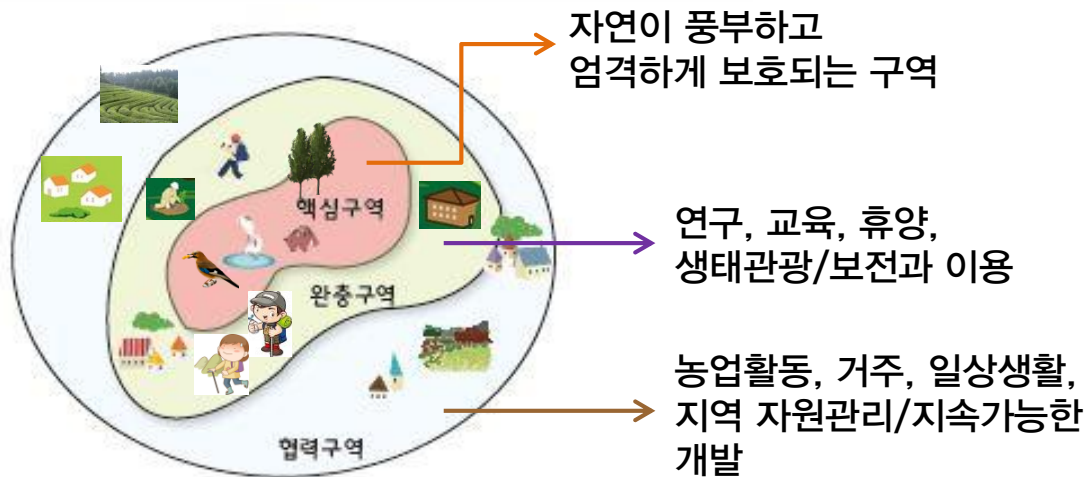 자연이 풍부하고
엄격하게 보호되는 구역
핵심구역
연구, 교육, 휴양,
생태관광/보전과 이용
완충구역
농업활동, 거주, 일상생활,
지역 자원관리/지속가능한
개발
협력구역